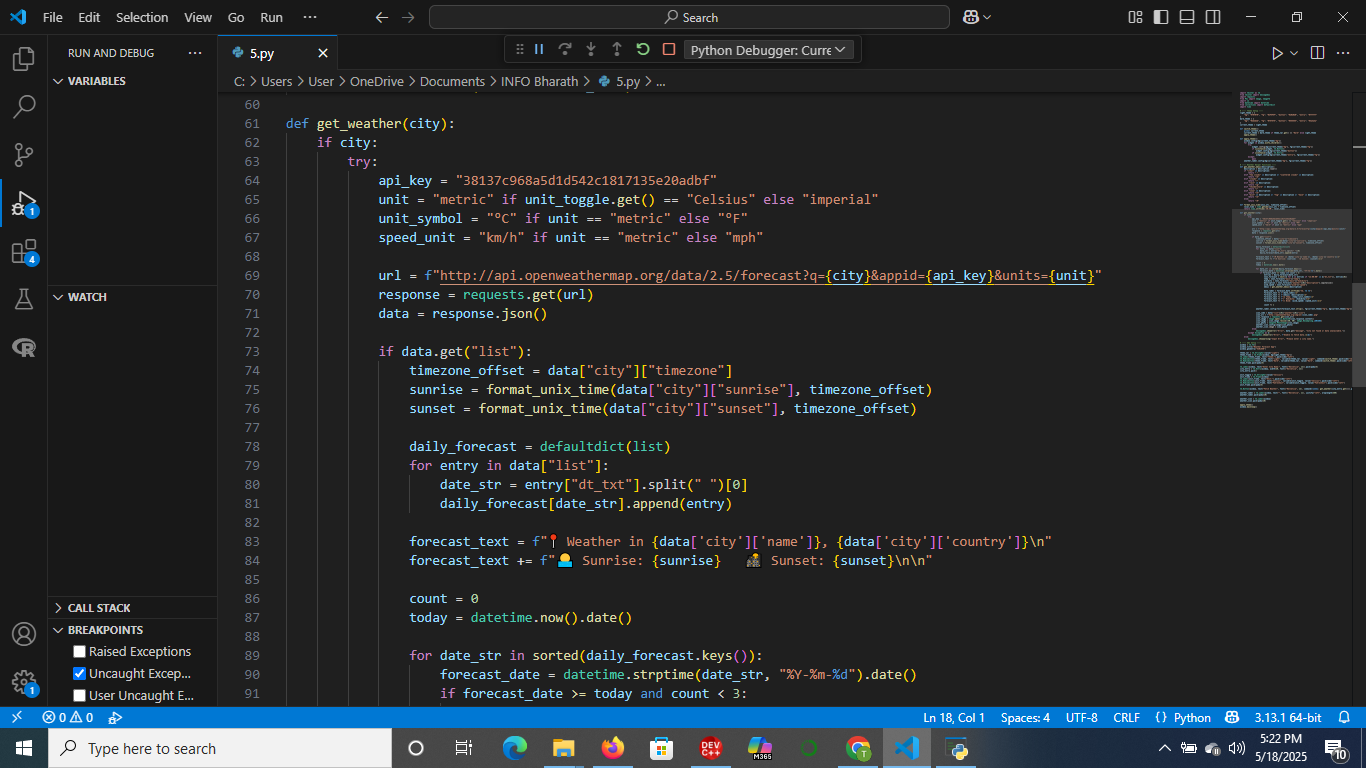 File Edit Selection View Go Run ··· Search
RUN AND DEBUG ···
5.py
Python Debugger: Curre
VARIABLES
C: > Users > User > OneDrive > Documents > INFO Bharath > 5.py > ...
60
61 def get_weather(city):
62 if city:
63 try:
64 api_key = "38137c968a5d1d542c1817135e20adbf"
65 unit = "metric" if unit_toggle.get() == "Celsius" else "imperial"
66 unit_symbol = "°C" if unit == "metric" else "°F"
67 speed_unit = "km/h" if unit == "metric" else "mph"
68
69 url = f"http://api.openweathermap.org/data/2.5/forecast?q={city}&appid={api_key}&units={unit}"
70 response = requests.get(url)
71 data = response.json()
72
73 if data.get("list"):
74 timezone_offset = data["city"]["timezone"]
75 sunrise = format_unix_time(data["city"]["sunrise"], timezone_offset)
76 sunset = format_unix_time(data["city"]["sunset"], timezone_offset)
77
78 daily_forecast = defaultdict(list)
79 for entry in data["list"]:
80 date_str = entry["dt_txt"].split(" ")[0]
81 daily_forecast[date_str].append(entry)
82
83 forecast_text = f"📍 Weather in {data['city']['name']}, {data['city']['country']}\n"
84 forecast_text += f"🌅 Sunrise: {sunrise} 🌇 Sunset: {sunset}\n\n"
85
86 count = 0
87 today = datetime.now().date()
88
89 for date_str in sorted(daily_forecast.keys()):
90 forecast_date = datetime.strptime(date_str, "%Y-%m-%d").date()
91 if forecast_date >= today and count < 3:
WATCH
CALL STACK
BREAKPOINTS
Raised Exceptions
Uncaught Excep...
User Uncaught E...
1
4
1
0 0
Ln 18, Col 1 Spaces: 4 UTF-8 CRLF {} Python 3.13.1 64-bit
Type here to search
DEV C++
M365
T
5:22 PM
5/18/2025
10